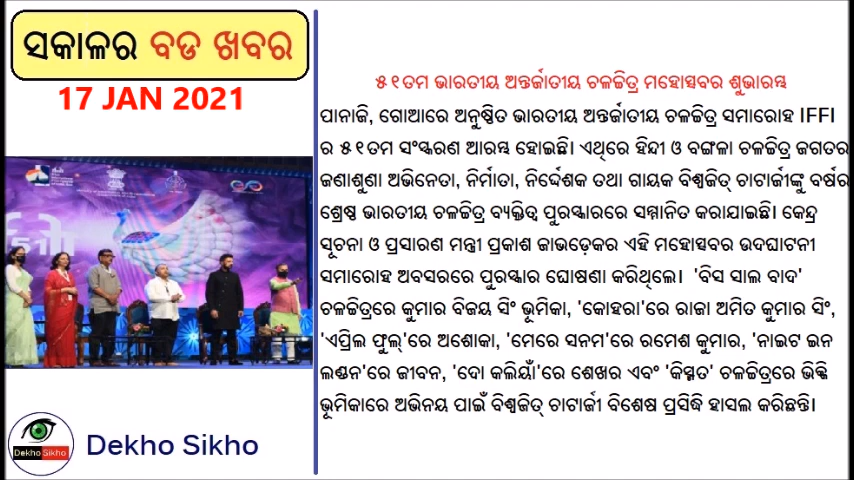 ସକାଳର ବଡ ଖବର
17 JAN 2021
୫୧ତମ ଭାରତୀୟ ଅନ୍ତର୍ଜାତୀୟ ଚଳଚ୍ଚିତ୍ର ମହୋତ୍ସବର ଶୁଭାରମ୍ଭ
ପାନାଜି, ଗୋଆରେ ଅନୁଷ୍ଠିତ ଭାରତୀୟ ଅନ୍ତର୍ଜାତୀୟ ଚଳଚ୍ଚିତ୍ର ସମାରୋହ IFFI
ର ୫୧ତମ ସଂସ୍କରଣ ଆରମ୍ଭ ହୋଇଛି। ଏଥିରେ ହିନ୍ଦୀ ଓ ବଙ୍ଗଳା ଚଳଚ୍ଚିତ୍ର ଜଗତର
ଜଣାଶୁଣା ଅଭିନେତା, ନିର୍ମାତା, ନିର୍ଦ୍ଦେଶକ ତଥା ଗାୟକ ବିଶ୍ଵଜିତ୍ ଚାଟାର୍ଜୀଙ୍କୁ ବର୍ଷର
ଶ୍ରେଷ୍ଠ ଭାରତୀୟ ଚଳଚ୍ଚିତ୍ର ବ୍ୟକ୍ତିତ୍ୱ ପୁରସ୍କାରରେ ସମ୍ମାନିତ କରାଯାଇଛି। କେନ୍ଦ୍ର
ସୂଚନା ଓ ପ୍ରସାରଣ ମନ୍ତ୍ରୀ ପ୍ରକାଶ ଜାଭଡ଼େକର ଏହି ମହୋତ୍ସବର ଉଦଘାଟନୀ
ସମାରୋହ ଅବସରରେ ପୁରସ୍କାର ଘୋଷଣା କରିଥିଲେ। 'ବିସ ସାଲ ବାଦ'
ଚଳଚ୍ଚିତ୍ରରେ କୁମାର ବିଜୟ ସିଂ ଭୂମିକା, 'କୋହରା'ରେ ରାଜା ଅମିତ କୁମାର ସିଂ,
'ଏପ୍ରିଲ ଫୁଲ୍'ରେ ଅଶୋକା, 'ମେରେ ସନମ'ରେ ରମେଶ କୁମାର, 'ନାଇଟ ଇନ
ଲଣ୍ଡନ'ରେ ଜୀବନ, 'ଦୋ କଲିୟାଁ'ରେ ଶେଖର ଏବଂ 'କିସ୍ମତ' ଚଳଚ୍ଚିତ୍ରରେ ଭିକ୍କି
ଭୂମିକାରେ ଅଭିନୟ ପାଇଁ ବିଶ୍ଵଜିତ୍ ଚାଟାର୍ଜୀ ବିଶେଷ ପ୍ରସିଦ୍ଧି ହାସଲ କରିଛନ୍ତି।
Dekho Sikho
Dekho Sikho